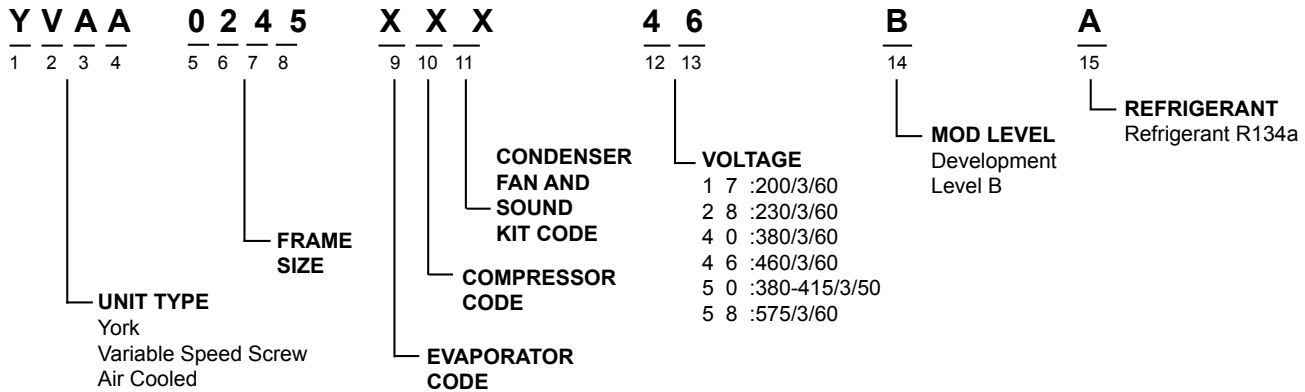 Y V A A 0 2 4 5 X X X 4 6 B A
1 2 3 4 5 6 7 8 9 10 11 12 13 14 15
UNIT TYPE
York
Variable Speed Screw
Air Cooled
FRAME
SIZE
EVAPORATOR
CODE
COMPRESSOR
CODE
CONDENSER
FAN AND
SOUND
KIT CODE
VOLTAGE
1 7 :200/3/60
2 8 :230/3/60
4 0 :380/3/60
4 6 :460/3/60
5 0 :380-415/3/50
5 8 :575/3/60
MOD LEVEL
Development
Level B
REFRIGERANT
Refrigerant R134a